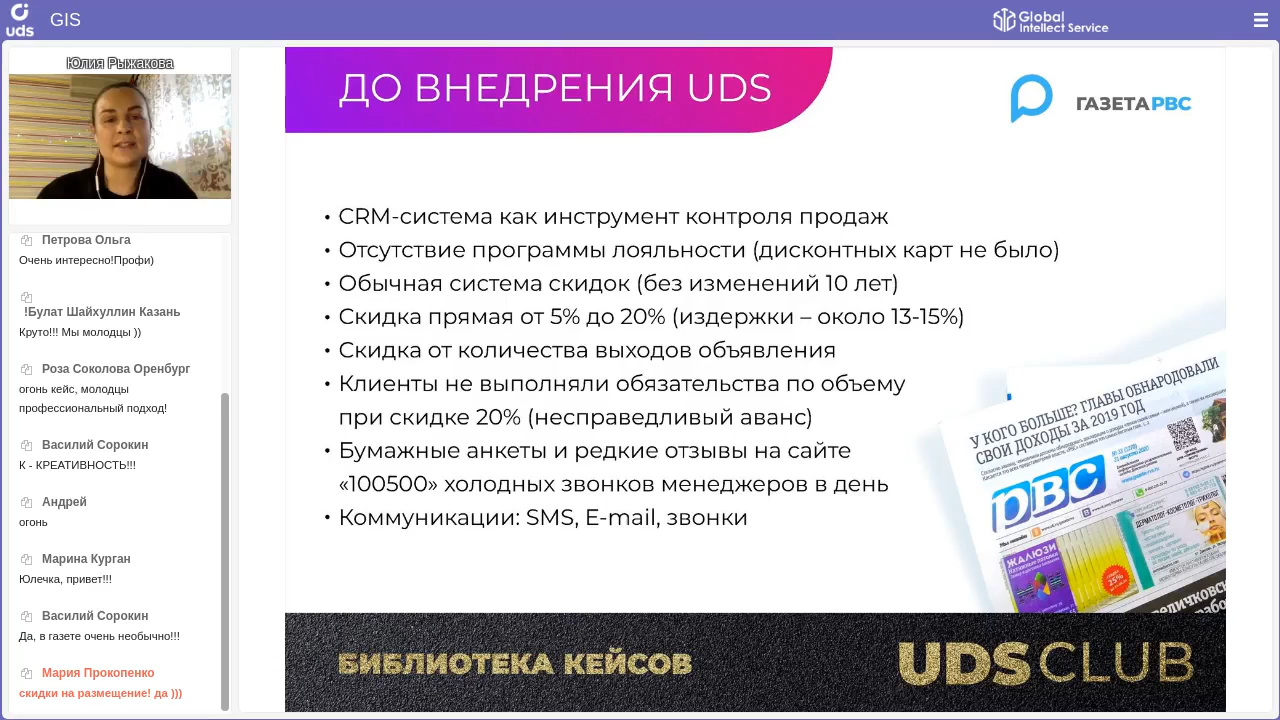 uds
GIS
Global
Intellect Service
Юлия Рыжакова
Петрова Ольга
Очень интересно!Профи)
!Булат Шайхуллин Казань
Круто!!! Мы молодцы ))
Роза Соколова Оренбург
огонь кейс, молодцы
профессиональный подход!
Василий Сорокин
К - КРЕАТИВНОСТЬ!!!
Андрей
огонь
Марина Курган
Юлечка, привет!!!
Василий Сорокин
Да, в газете очень необычно!!!
Мария Прокопенко
скидки на размещение! да )))
ДО ВНЕДРЕНИЯ UDS
ГАЗЕТАРВС
• CRM-система как инструмент контроля продаж
• Отсутствие программы лояльности (дисконтных карт не было)
• Обычная система скидок (без изменений 10 лет)
• Скидка прямая от 5% до 20% (издержки – около 13-15%)
• Скидка от количества выходов объявления
• Клиенты не выполняли обязательства по объему
при скидке 20% (несправедливый аванс)
• Бумажные анкеты и редкие отзывы на сайте
«100500» холодных звонков менеджеров в день
• Коммуникации: SMS, E-mail, звонки
У КОГО БОЛЬШЕ? ГЛАВЫ ОБНАРОДОВАЛИ
СВОИ ДОХОДЫ ЗА 2019 ГОД
РВС
ЖАЛЮЗИ
ДЕРМАТОЛОГ-КОСМЕТОЛОГ-ТРИХОЛОГ
БИБЛИОТЕКА КЕЙСОВ
UDS CLUB